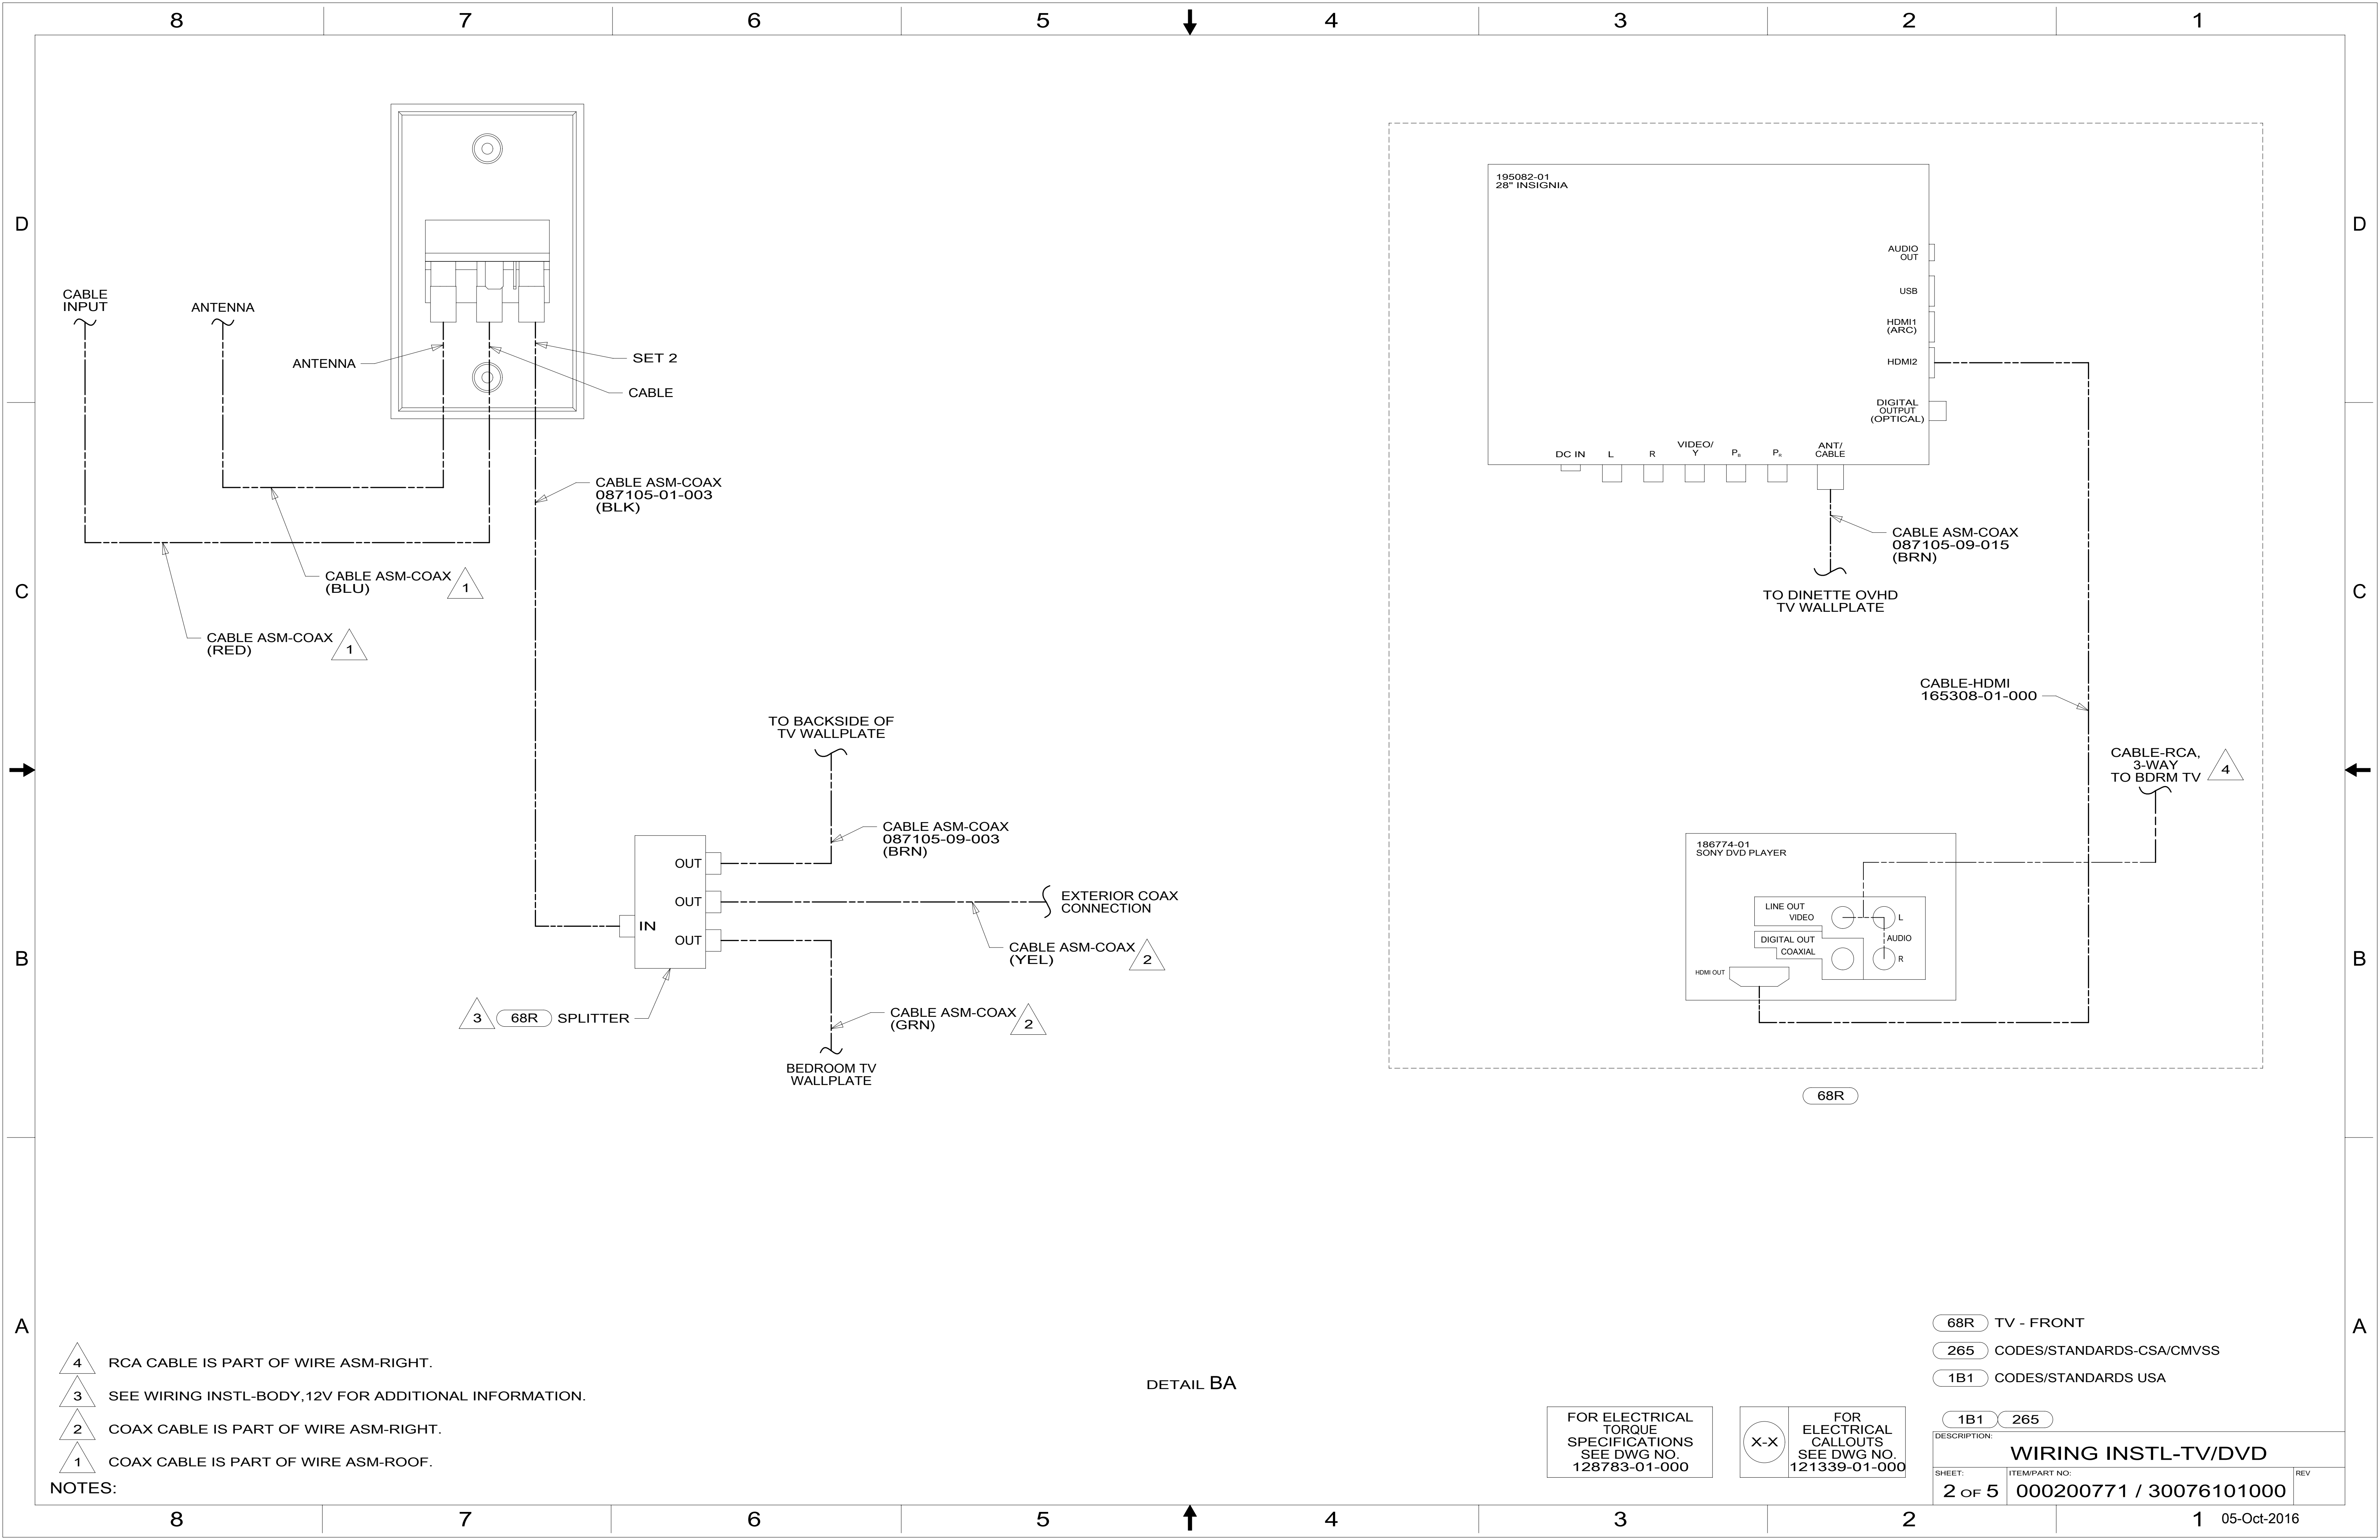 8 7 6 5 4 3 2 1
D
D
C
C
B
B
A
A
CABLE
INPUT
ANTENNA
ANTENNA
SET 2
CABLE
CABLE ASM-COAX
087105-01-003
(BLK)
CABLE ASM-COAX
(BLU)
1
CABLE ASM-COAX
(RED)
1
TO BACKSIDE OF
TV WALLPLATE
CABLE ASM-COAX
087105-09-003
(BRN)
OUT
OUT
IN
OUT
EXTERIOR COAX
CONNECTION
CABLE ASM-COAX
(YEL)
2
3 68R SPLITTER
CABLE ASM-COAX
(GRN)
2
BEDROOM TV
WALLPLATE
195082-01
28" INSIGNIA
AUDIO
OUT
USB
HDMI1
(ARC)
HDMI2
DIGITAL
OUTPUT
(OPTICAL)
DC IN
L
R
VIDEO/
Y
PB
PR
ANT/
CABLE
CABLE ASM-COAX
087105-09-015
(BRN)
TO DINETTE OVHD
TV WALLPLATE
CABLE-HDMI
165308-01-000
CABLE-RCA,
3-WAY
TO BDRM TV
4
186774-01
SONY DVD PLAYER
LINE OUT
VIDEO
L
DIGITAL OUT
AUDIO
COAXIAL
R
HDMI OUT
68R
4 RCA CABLE IS PART OF WIRE ASM-RIGHT.
3 SEE WIRING INSTL-BODY,12V FOR ADDITIONAL INFORMATION.
2 COAX CABLE IS PART OF WIRE ASM-RIGHT.
1 COAX CABLE IS PART OF WIRE ASM-ROOF.
NOTES:
DETAIL BA
68R TV - FRONT
265 CODES/STANDARDS-CSA/CMVSS
1B1 CODES/STANDARDS USA
FOR ELECTRICAL
TORQUE
SPECIFICATIONS
SEE DWG NO.
128783-01-000
X-X
FOR
ELECTRICAL
CALLOUTS
SEE DWG NO.
121339-01-000
1B1 265
DESCRIPTION:
WIRING INSTL-TV/DVD
SHEET:
2 OF 5
ITEM/PART NO:
000200771 / 30076101000
REV
8 7 6 5 4 3 2 1
05-Oct-2016